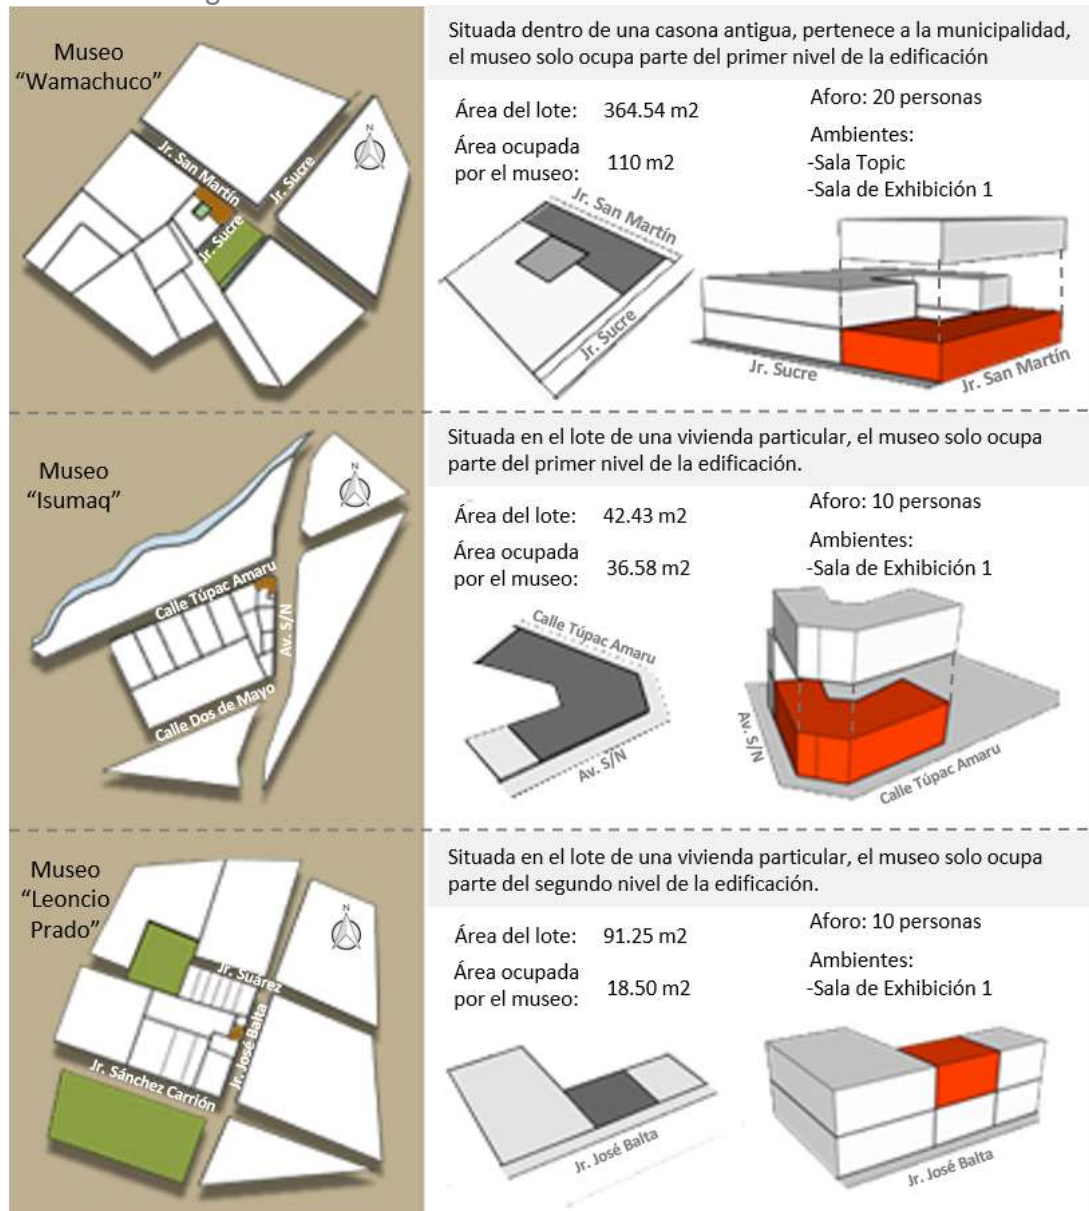 Museo
“Wamachuco”
N
Jr. San Martín
Jr. Sucre
Jr. Sucre
Situada dentro de una casona antigua, pertenece a la municipalidad,
el museo solo ocupa parte del primer nivel de la edificación
Área del lote: 364.54 m2
Área ocupada
por el museo: 110 m2
Aforo: 20 personas
Ambientes:
-Sala Topic
-Sala de Exhibición 1
Jr. San Martín
Jr. Sucre
Jr. Sucre
Jr. San Martín
Museo
“Isumaq”
N
Calle Túpac Amaru
Av. S/N
Calle Dos de Mayo
Situada en el lote de una vivienda particular, el museo solo ocupa
parte del primer nivel de la edificación.
Área del lote: 42.43 m2
Área ocupada
por el museo: 36.58 m2
Aforo: 10 personas
Ambientes:
-Sala de Exhibición 1
Calle Túpac Amaru
Av. S/N
Av. S/N
Calle Túpac Amaru
Museo
“Leoncio
Prado”
N
Jr. Suárez
Jr. José Balta
Jr. Sánchez Carrión
Situada en el lote de una vivienda particular, el museo solo ocupa
parte del segundo nivel de la edificación.
Área del lote: 91.25 m2
Área ocupada
por el museo: 18.50 m2
Aforo: 10 personas
Ambientes:
-Sala de Exhibición 1
Jr. José Balta
Jr. José Balta